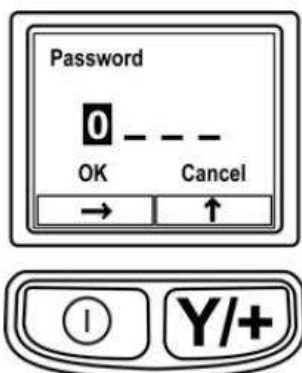 Password
0 _ _ _
OK Cancel
→ ↑
Y/+